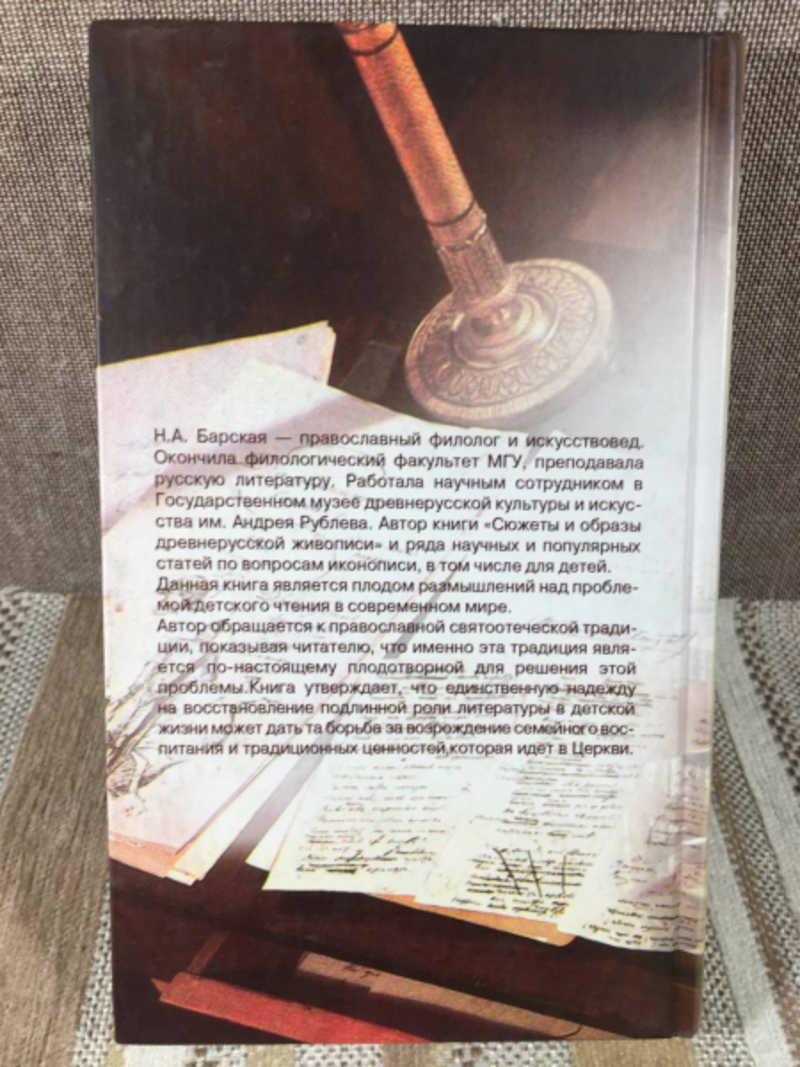 Н.А. Барская — православный филолог и искусствовед.
Окончила филологический факультет МГУ, преподавала
русскую литературу. Работала научным сотрудником в
Государственном музее древнерусской культуры и искус-
ства им. Андрея Рублева. Автор книги «Сюжеты и образы
древнерусской живописи» и ряда научных и популярных
статей по вопросам иконописи, в том числе для детей.
Данная книга является плодом размышлений над пробле-
мой детского чтения в современном мире.
Автор обращается к православной святоотеческой тради-
ции, показывая читателю, что именно эта традиция явля-
ется по-настоящему плодотворной для решения этой
проблемы.Книга утверждает, что единственную надежду
на восстановление подлинной роли литературы в детской
жизни может дать та борьба за возрождение семейного вос-
питания и традиционных ценностей,которая идет в Церкви.